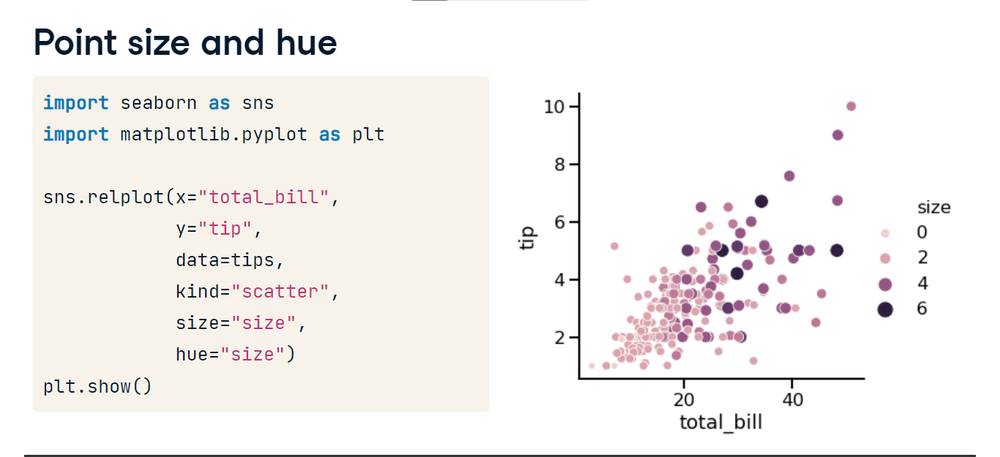 Point size and hue
import seaborn as sns
import matplotlib.pyplot as plt
sns.relplot(x="total_bill",
            y="tip",
            data=tips,
            kind="scatter",
            size="size",
            hue="size")
plt.show()
10
8
6
4
2
tip
20 40
total_bill
size
0
2
4
6